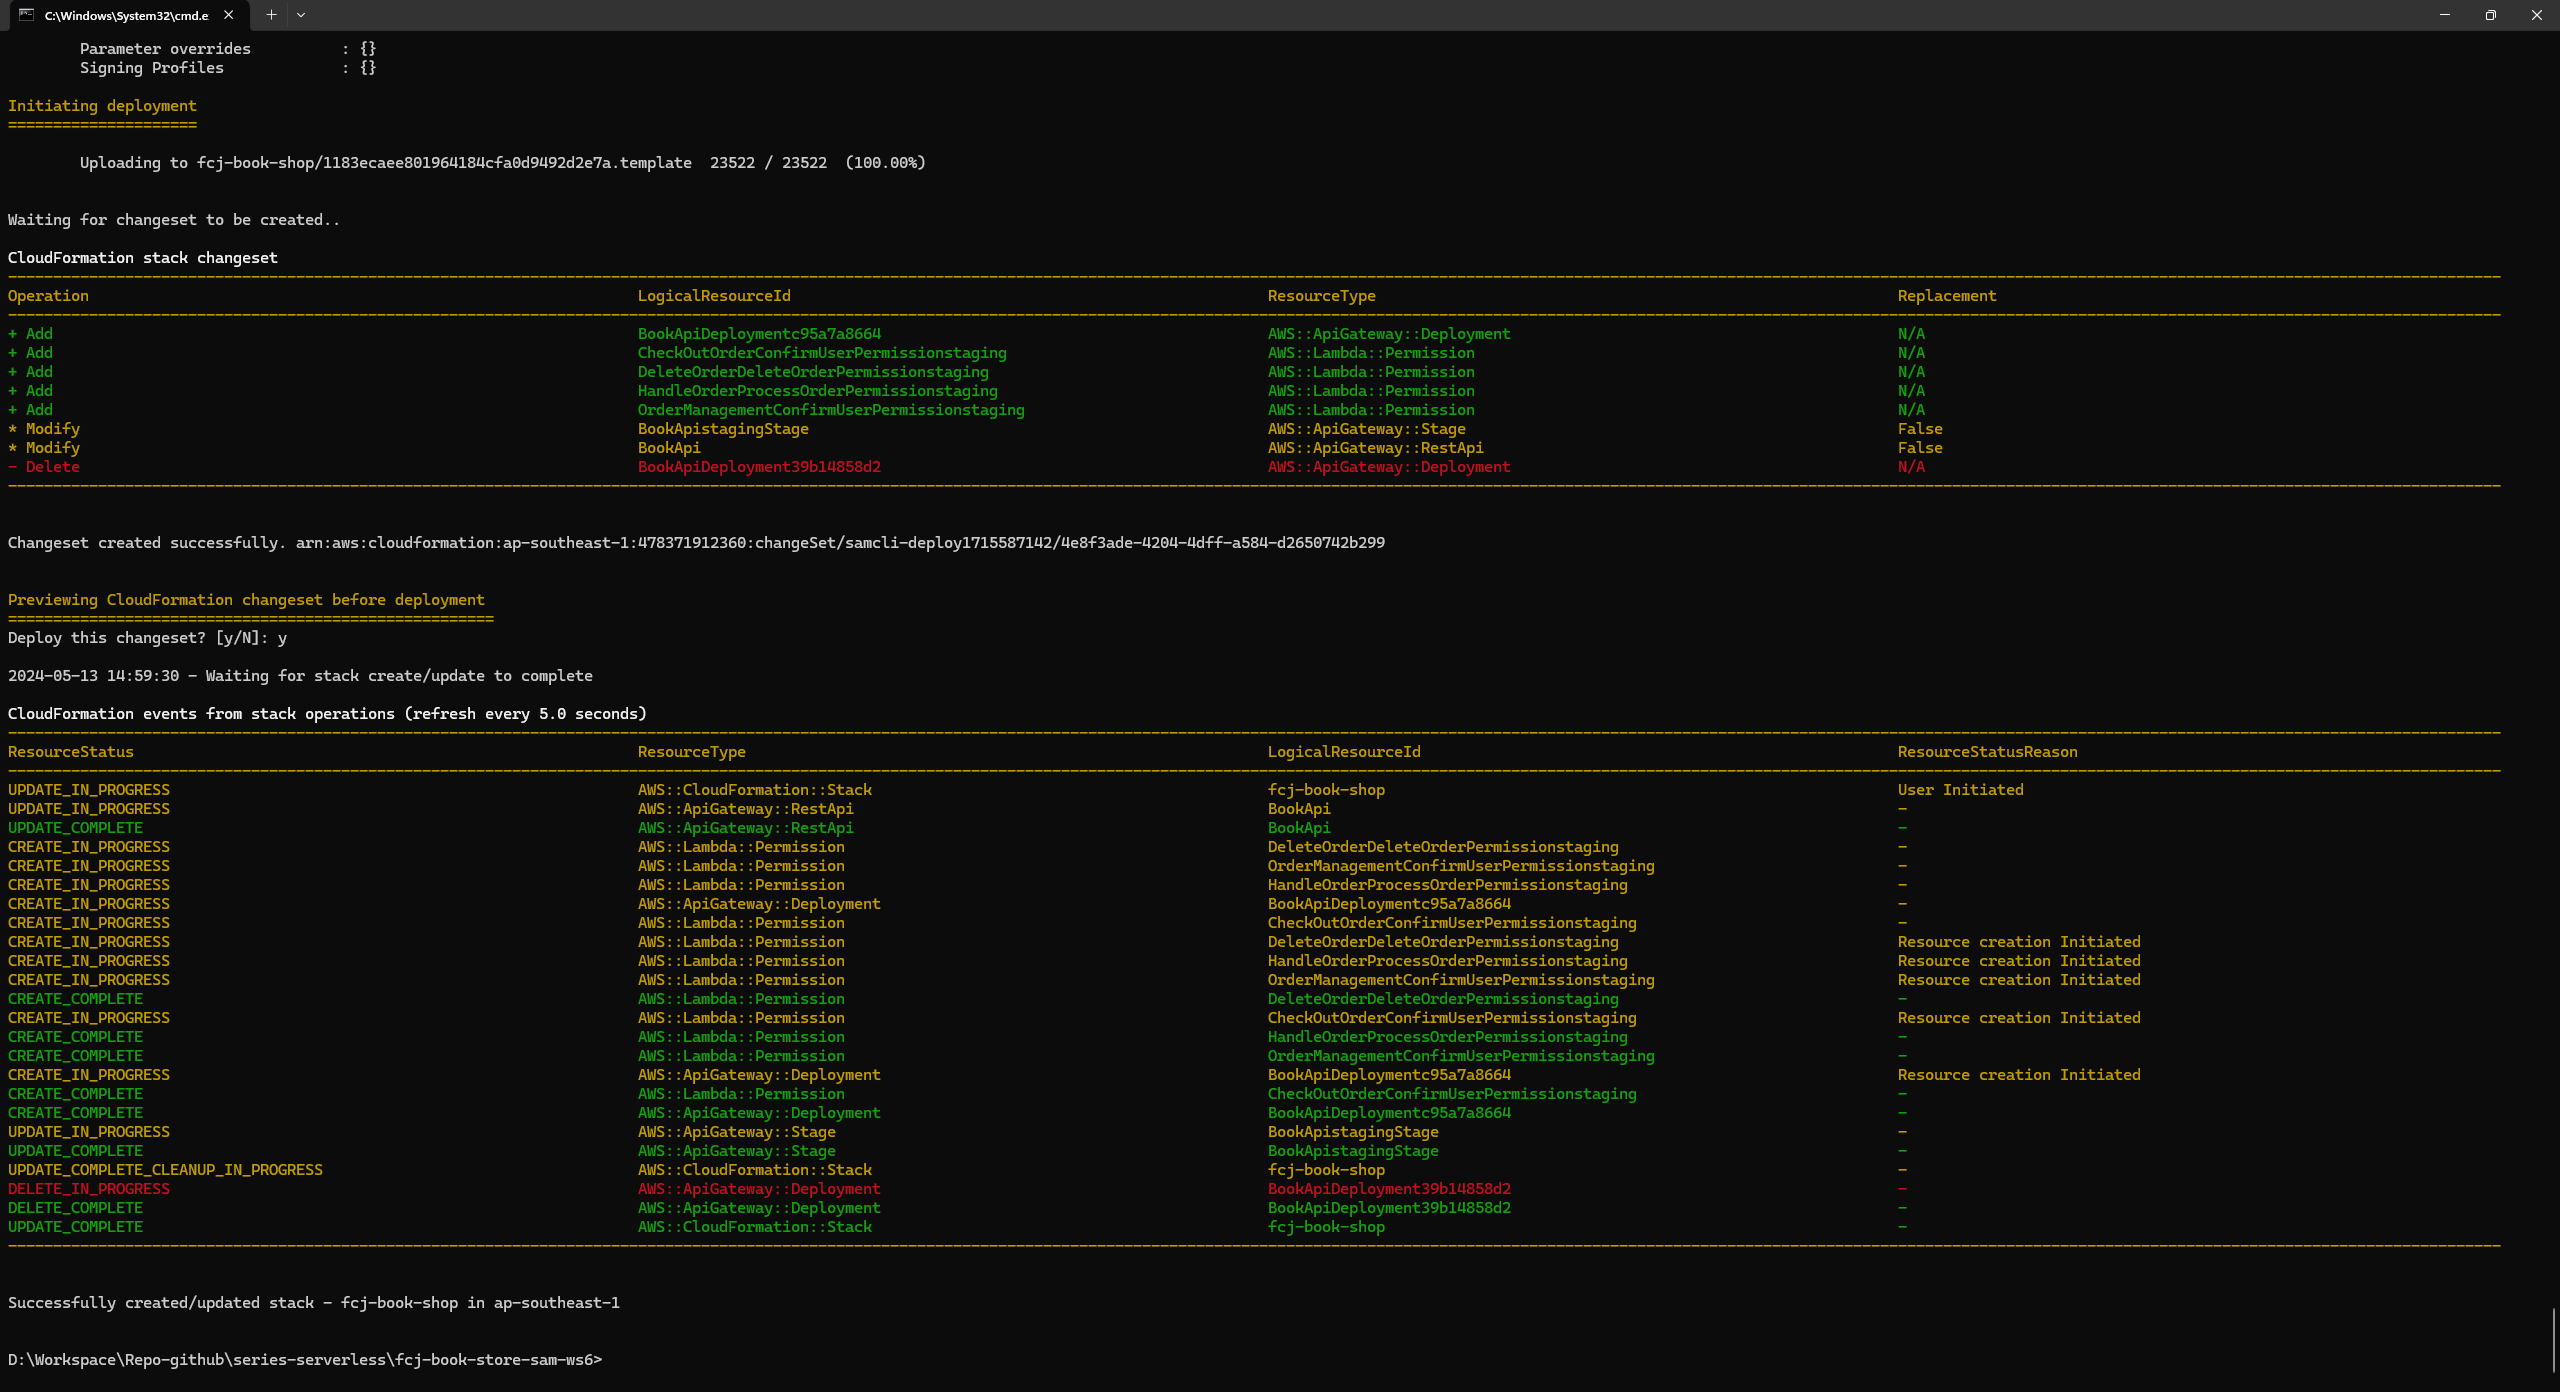 C:\Windows\System32\cmd.e
Parameter overrides : {}
Signing Profiles : {}
Initiating deployment
=====================
Uploading to fcj-book-shop/1183ecaee801964184cfa0d9492d2e7a.template 23522 / 23522 (100.00%)
Waiting for changeset to be created..
CloudFormation stack changeset
Operation LogicalResourceId ResourceType Replacement
+ Add BookApiDeploymentc95a7a8664 AWS::ApiGateway::Deployment N/A
+ Add CheckOutOrderConfirmUserPermissionstaging AWS::Lambda::Permission N/A
+ Add DeleteOrderDeleteOrderPermissionstaging AWS::Lambda::Permission N/A
+ Add HandleOrderProcessOrderPermissionstaging AWS::Lambda::Permission N/A
+ Add OrderManagementConfirmUserPermissionstaging AWS::Lambda::Permission N/A
* Modify BookApistagingStage AWS::ApiGateway::Stage False
* Modify BookApi AWS::ApiGateway::RestApi False
- Delete BookApiDeployment39b14858d2 AWS::ApiGateway::Deployment N/A
Changeset created successfully. arn:aws:cloudformation:ap-southeast-1:478371912360:changeSet/samcli-deploy1715587142/4e8f3ade-4204-4dff-a584-d2650742b299
Previewing CloudFormation changeset before deployment
======================================================
Deploy this changeset? [y/N]: y
2024-05-13 14:59:30 - Waiting for stack create/update to complete
CloudFormation events from stack operations (refresh every 5.0 seconds)
ResourceStatus ResourceType LogicalResourceId ResourceStatusReason
UPDATE_IN_PROGRESS AWS::CloudFormation::Stack fcj-book-shop User Initiated
UPDATE_IN_PROGRESS AWS::ApiGateway::RestApi BookApi -
UPDATE_COMPLETE AWS::ApiGateway::RestApi BookApi -
CREATE_IN_PROGRESS AWS::Lambda::Permission DeleteOrderDeleteOrderPermissionstaging -
CREATE_IN_PROGRESS AWS::Lambda::Permission OrderManagementConfirmUserPermissionstaging -
CREATE_IN_PROGRESS AWS::Lambda::Permission HandleOrderProcessOrderPermissionstaging -
CREATE_IN_PROGRESS AWS::ApiGateway::Deployment BookApiDeploymentc95a7a8664 -
CREATE_IN_PROGRESS AWS::Lambda::Permission CheckOutOrderConfirmUserPermissionstaging -
CREATE_IN_PROGRESS AWS::Lambda::Permission DeleteOrderDeleteOrderPermissionstaging Resource creation Initiated
CREATE_IN_PROGRESS AWS::Lambda::Permission HandleOrderProcessOrderPermissionstaging Resource creation Initiated
CREATE_IN_PROGRESS AWS::Lambda::Permission OrderManagementConfirmUserPermissionstaging Resource creation Initiated
CREATE_COMPLETE AWS::Lambda::Permission DeleteOrderDeleteOrderPermissionstaging -
CREATE_IN_PROGRESS AWS::Lambda::Permission CheckOutOrderConfirmUserPermissionstaging Resource creation Initiated
CREATE_COMPLETE AWS::Lambda::Permission HandleOrderProcessOrderPermissionstaging -
CREATE_COMPLETE AWS::Lambda::Permission OrderManagementConfirmUserPermissionstaging -
CREATE_IN_PROGRESS AWS::ApiGateway::Deployment BookApiDeploymentc95a7a8664 Resource creation Initiated
CREATE_COMPLETE AWS::Lambda::Permission CheckOutOrderConfirmUserPermissionstaging -
CREATE_COMPLETE AWS::ApiGateway::Deployment BookApiDeploymentc95a7a8664 -
UPDATE_IN_PROGRESS AWS::ApiGateway::Stage BookApistagingStage -
UPDATE_COMPLETE AWS::ApiGateway::Stage BookApistagingStage -
UPDATE_COMPLETE_CLEANUP_IN_PROGRESS AWS::CloudFormation::Stack fcj-book-shop -
DELETE_IN_PROGRESS AWS::ApiGateway::Deployment BookApiDeployment39b14858d2 -
DELETE_COMPLETE AWS::ApiGateway::Deployment BookApiDeployment39b14858d2 -
UPDATE_COMPLETE AWS::CloudFormation::Stack fcj-book-shop -
Successfully created/updated stack - fcj-book-shop in ap-southeast-1
D:\Workspace\Repo-github\series-serverless\fcj-book-store-sam-ws6>